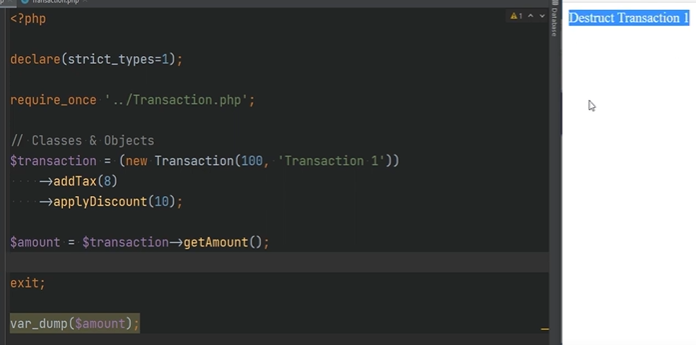 Transaction.php
<?php
1
declare(strict_types=1);
require_once '../Transaction.php';
// Classes & Objects
$transaction = (new Transaction(100, 'Transaction 1'))
->addTax(8)
->applyDiscount(10);
$amount = $transaction->getAmount();
exit;
var_dump($amount);
Database
Destruct Transaction 1